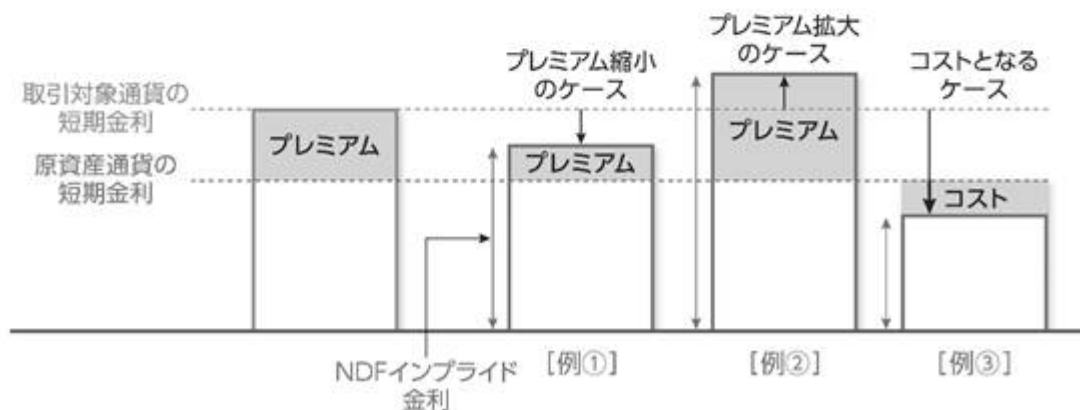 取引対象通貨の
短期金利
原資産通貨の
短期金利
プレミアム
プレミアム縮小
のケース
プレミアム
プレミアム拡大
のケース
プレミアム
コストとなる
ケース
コスト
NDFインプライド
金利
[例①]
[例②]
[例③]